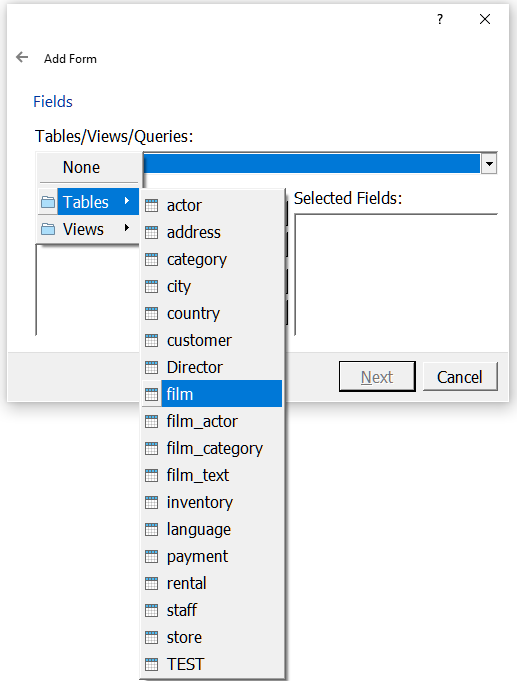 ?
Add Form
Fields
Tables/Views/Queries:
None
Tables
Views
Selected Fields:
actor
address
category
city
country
customer
Director
film
film_actor
film_category
film_text
inventory
language
payment
rental
staff
store
TEST
Next
Cancel